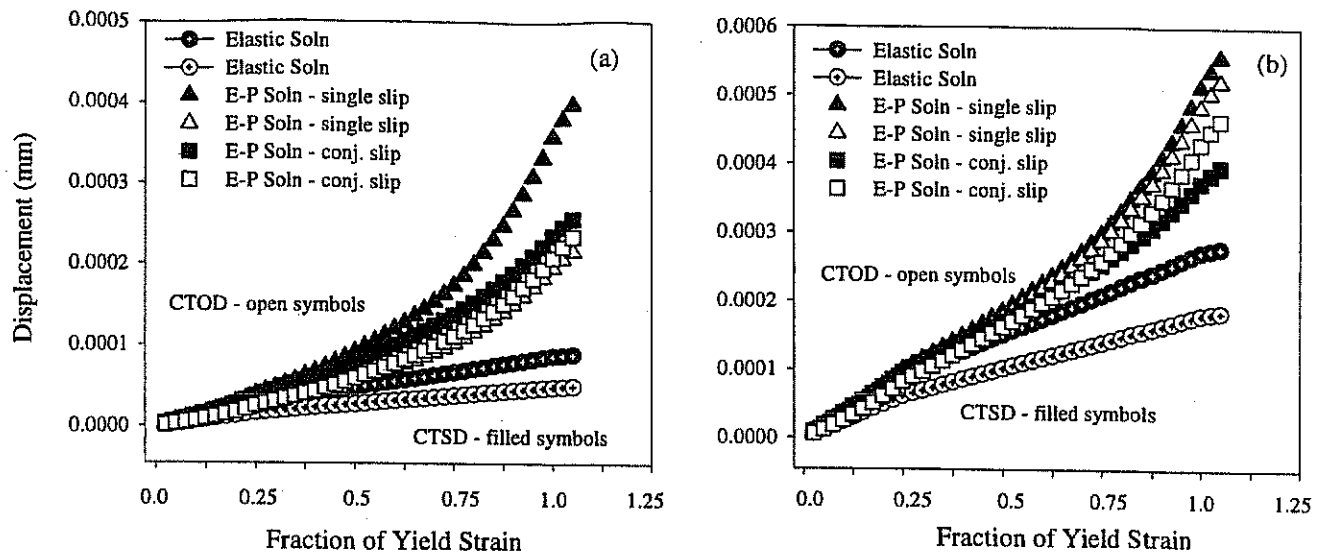 Displacement (mm)
0.0005
0.0004
0.0003
0.0002
0.0001
0.0000
Elastic Soln
Elastic Soln
E-P Soln - single slip
E-P Soln - single slip
E-P Soln - conj. slip
E-P Soln - conj. slip
(a)
CTOD - open symbols
CTSD - filled symbols
0.0 0.25 0.5 0.75 1.0 1.25
Fraction of Yield Strain
0.0006
0.0005
0.0004
0.0003
0.0002
0.0001
0.0000
Elastic Soln
Elastic Soln
E-P Soln - single slip
E-P Soln - single slip
E-P Soln - conj. slip
E-P Soln - conj. slip
(b)
CTOD - open symbols
CTSD - filled symbols
0.0 0.25 0.5 0.75 1.0 1.25
Fraction of Yield Strain